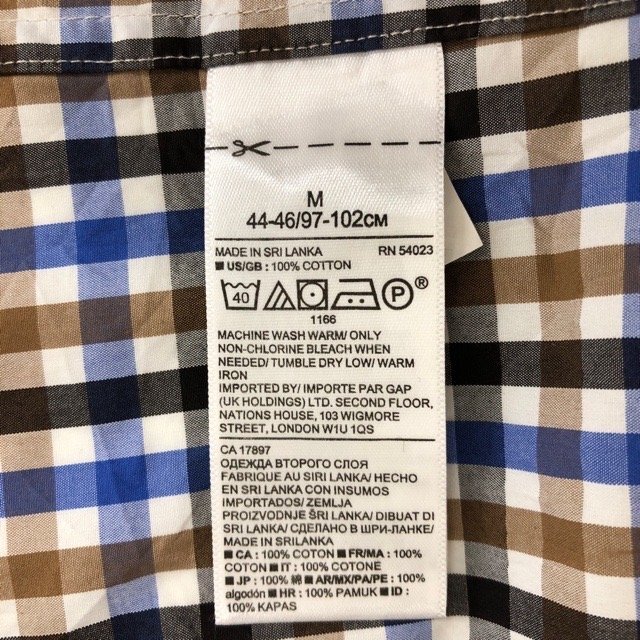 M
44-46/97-102CM
MADE IN SRI LANKA RN 54023
■ US/GB : 100% COTTON
40 P ®
1166
MACHINE WASH WARM/ ONLY
NON-CHLORINE BLEACH WHEN
NEEDED/ TUMBLE DRY LOW/ WARM
IRON
IMPORTED BY/ IMPORTE PAR GAP
(UK HOLDINGS) LTD. SECOND FLOOR,
NATIONS HOUSE, 103 WIGMORE
STREET, LONDON W1U 1QS
CA 17897
ОДЕЖДА ВТОРОГО СЛОЯ
FABRIQUE AU SIRI LANKA/ HECHO
EN SRI LANKA CON INSUMOS
IMPORTADOS/ ZEMLJA
PROIZVODNJE ŠRI LANKA/ DIBUAT DI
SRI LANKA/ СДЕЛАНО В ШРИ-ЛАНКЕ/
MADE IN SRILANKA
■ CA : 100% COTON ■ FR/MA : 100%
COTON ■ IT : 100% COTONE
■ JP : 100% 綿 ■ AR/MX/PA/PE : 100%
algodón ■ HR : 100% PAMUK ■ ID :
100% KAPAS